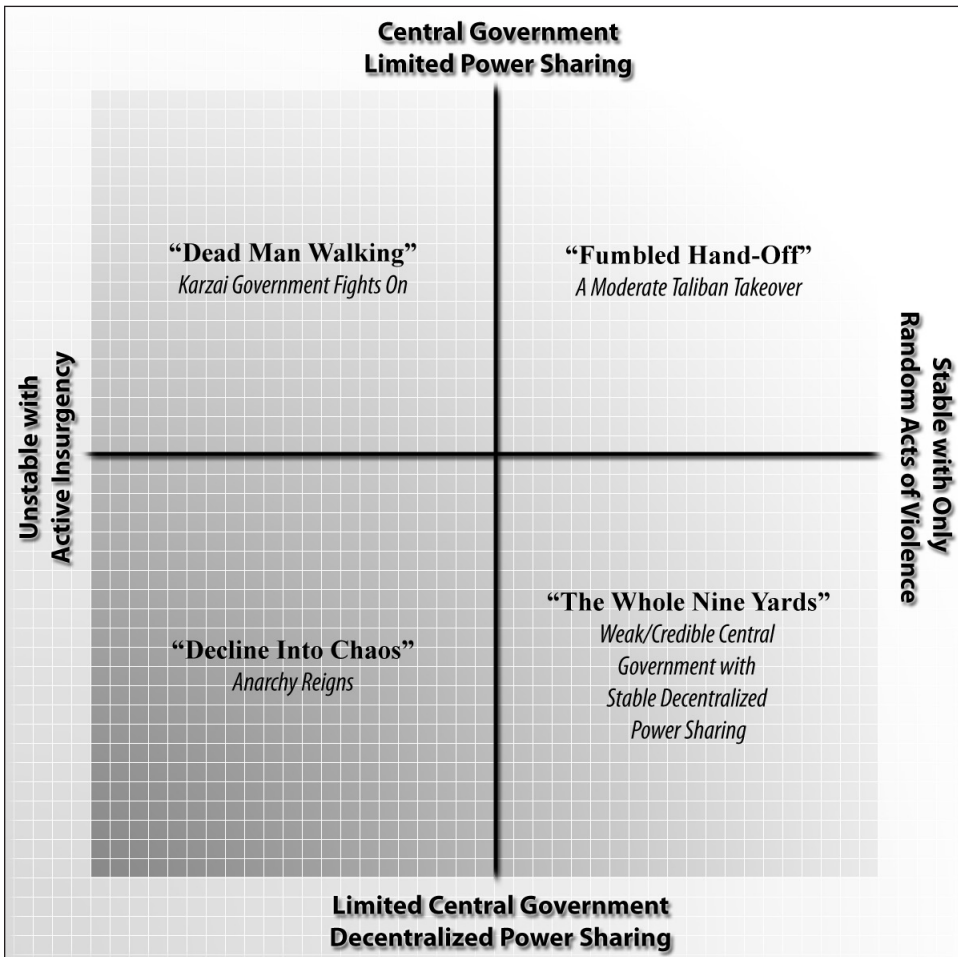 Central Government
Limited Power Sharing
“Dead Man Walking”
Karzai Government Fights On
“Fumbled Hand-Off”
A Moderate Taliban Takeover
Unstable with
Active Insurgency
Stable with Only
Random Acts of Violence
“Decline Into Chaos”
Anarchy Reigns
“The Whole Nine Yards”
Weak/Credible Central
Government with
Stable Decentralized
Power Sharing
Limited Central Government
Decentralized Power Sharing